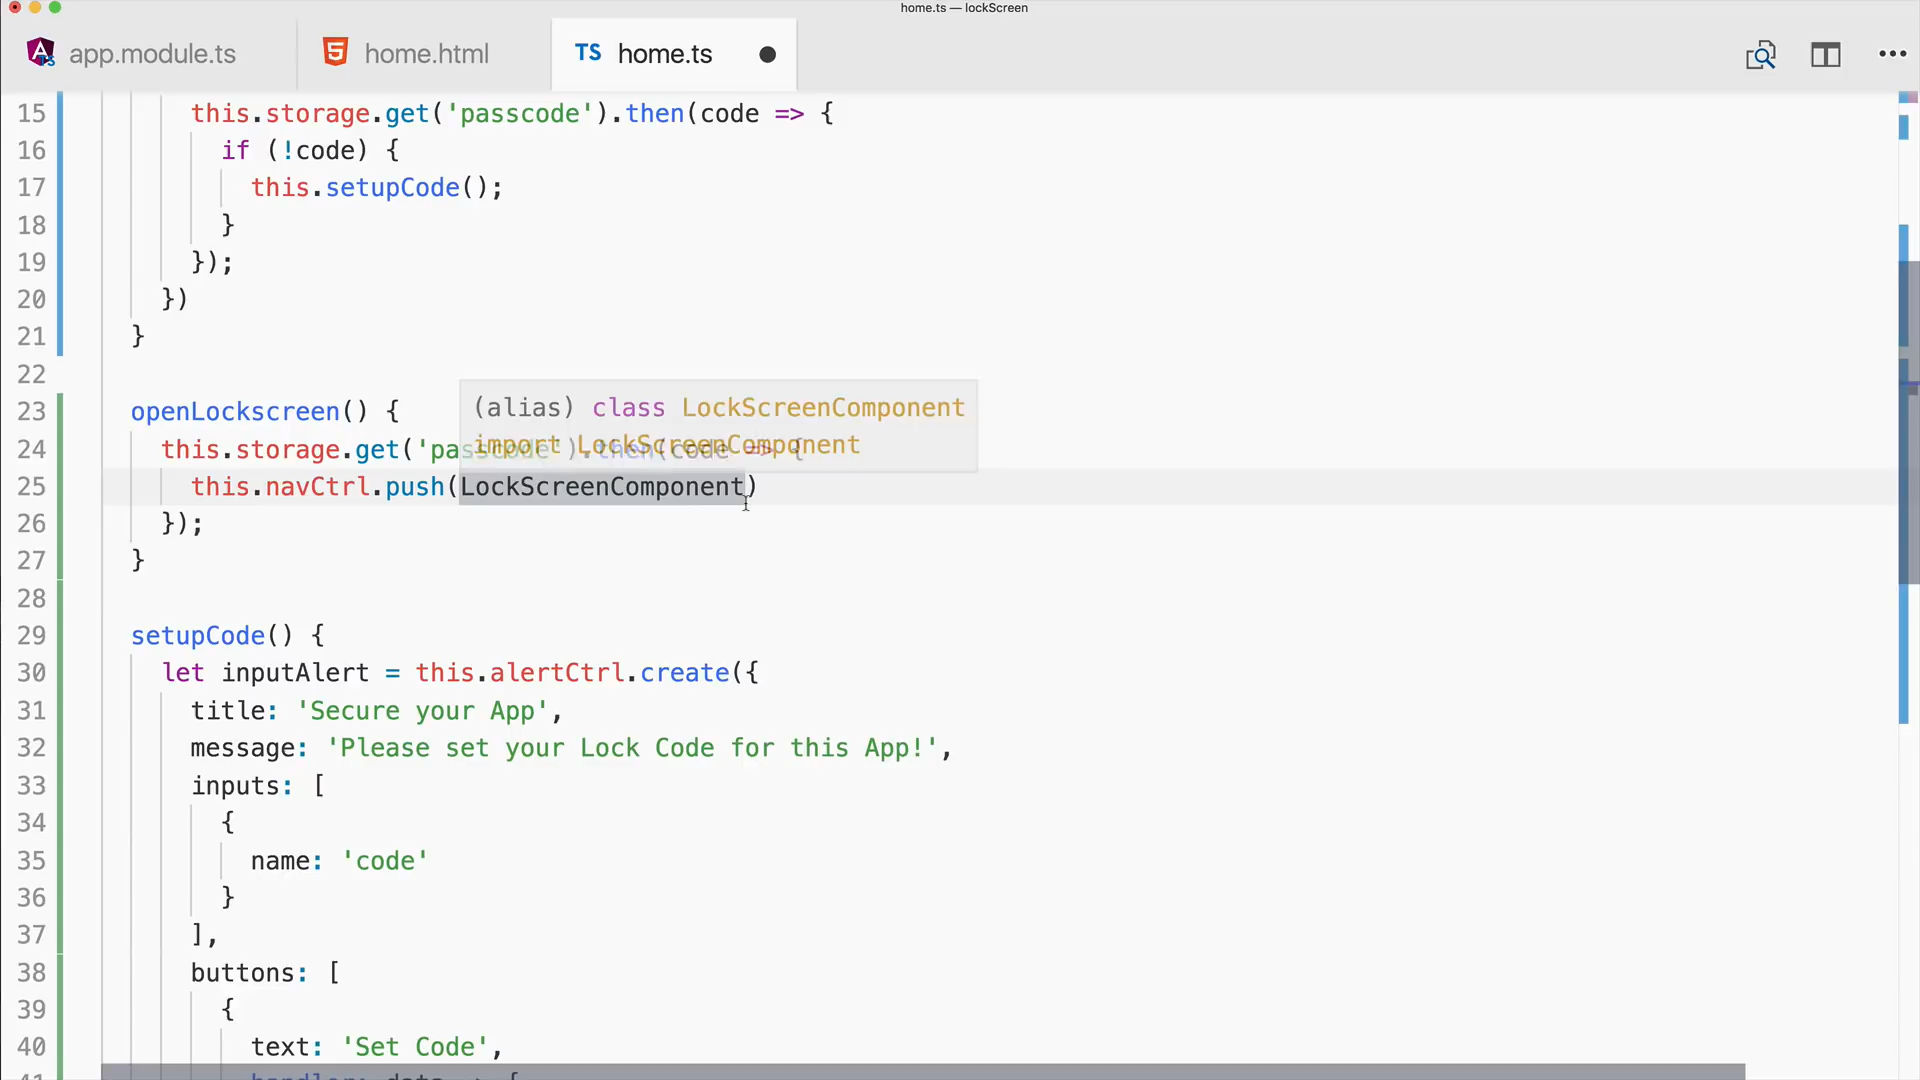 home.ts — lockScreen
app.module.ts
home.html
TS home.ts
15 this.storage.get('passcode').then(code => {
16 if (!code) {
17 this.setupCode();
18 }
19 });
20 })
21 }
22
(alias) class LockScreenComponent
import LockScreenComponent
23 openLockscreen() {
24 this.storage.get('passcode').then(code => {
25 this.navCtrl.push(LockScreenComponent)
26 });
27 }
28
29 setupCode() {
30 let inputAlert = this.alertCtrl.create({
31 title: 'Secure your App',
32 message: 'Please set your Lock Code for this App!',
33 inputs: [
34 {
35 name: 'code'
36 }
37 ],
38 buttons: [
39 {
40 text: 'Set Code',